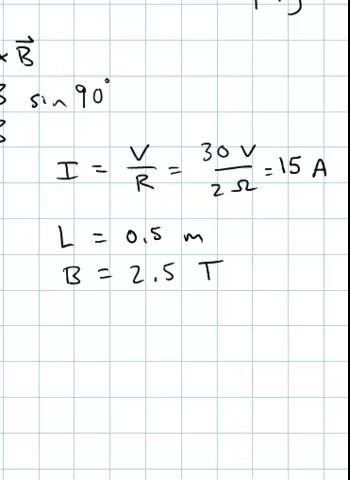 × B⃗
B sin 90°
B
I = V/R = 30 V / 2 Ω = 15 A
L = 0.5 m
B = 2.5 T